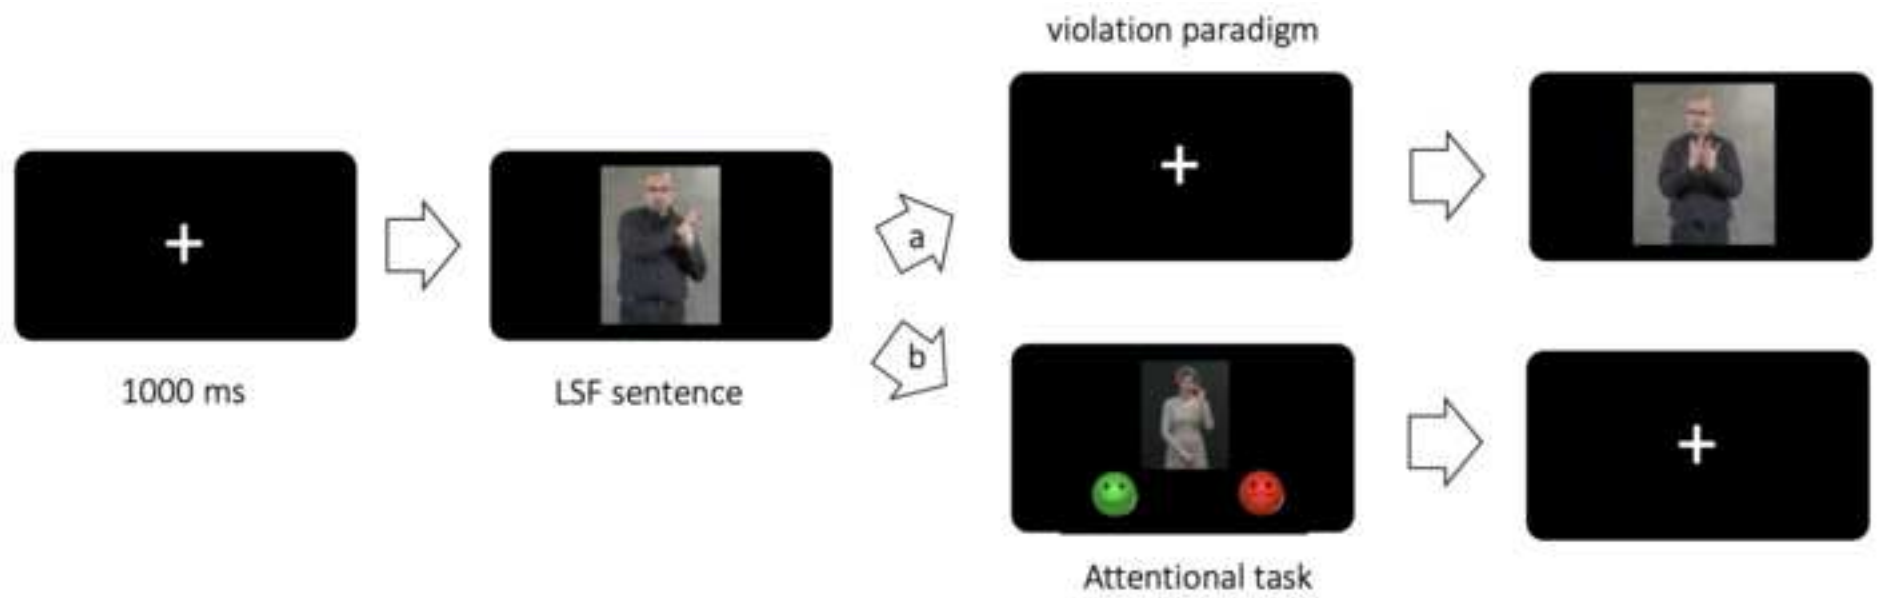 violation paradigm
a
b
1000 ms
LSF sentence
Attentional task